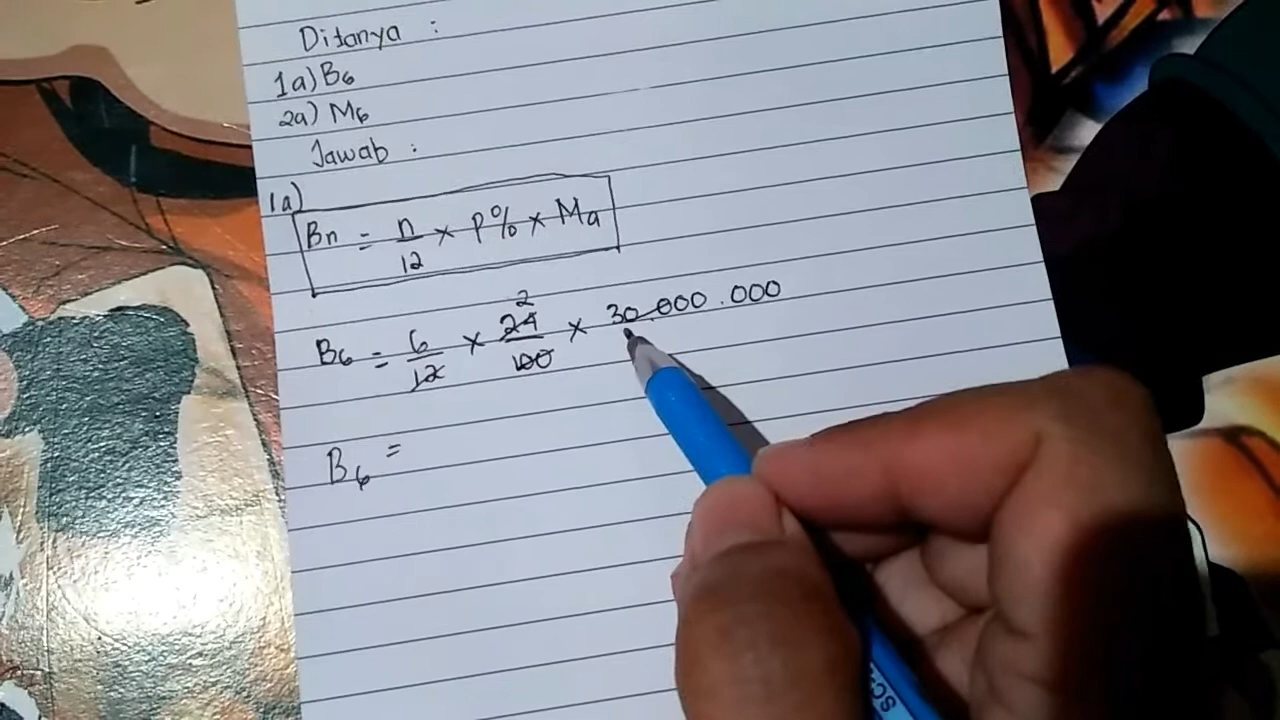 Ditanya :
1a) B6
2a) M6
Jawab :
1a)
Bn = n/12 × P% × Ma
2
B6 = 6/12 × 24/100 × 30.000.000
B6 =